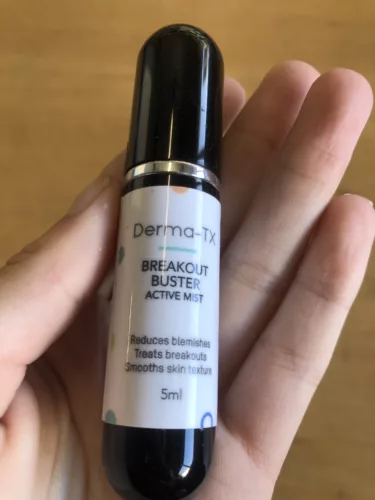 Derma-TX
BREAKOUT
BUSTER
ACTIVE MIST
Reduces blemishes
Treats breakouts
Smooths skin texture
5ml